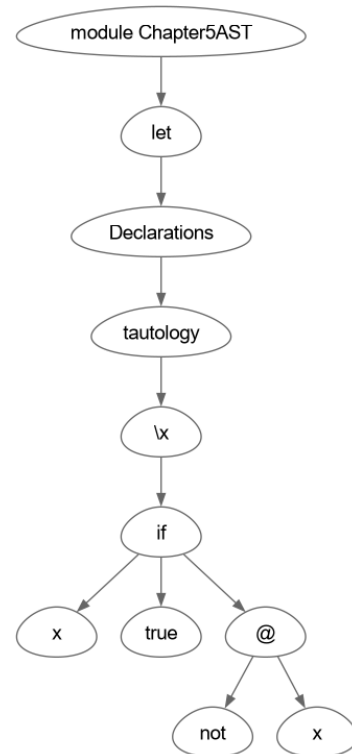 module Chapter5AST
let
Declarations
tautology
\x
if
x true @
not x